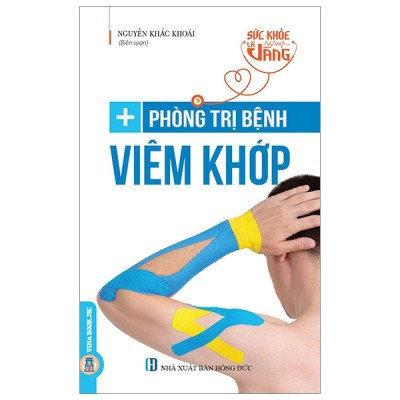 NGUYỄN KHẮC KHOÁI
(Biên soạn)
SỨC KHỎE
LÀ
VÀNG
PHÒNG TRỊ BỆNH
VIÊM KHỚP
VINA BOOK.JSC
NHÀ XUẤT BẢN HỒNG ĐỨC